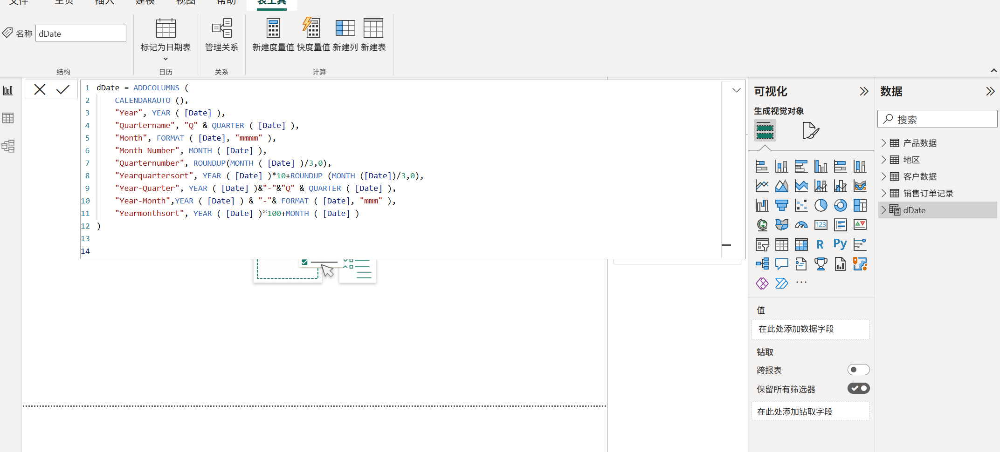 文件 主页 插入 建模 视图 帮助 表工具
名称 dDate
标记为日期表
管理关系
新建度量值 快度量值 新建列 新建表
结构 日历 关系 计算
1 dDate = ADDCOLUMNS (
2 CALENDARAUTO (),
3 "Year", YEAR ( [Date] ),
4 "Quartername", "Q" & QUARTER ( [Date] ),
5 "Month", FORMAT ( [Date], "mmmm" ),
6 "Month Number", MONTH ( [Date] ),
7 "Quarternumber", ROUNDUP(MONTH ( [Date] )/3,0),
8 "Yearquartersort", YEAR ( [Date] )*10+ROUNDUP (MONTH ([Date])/3,0),
9 "Year-Quarter", YEAR ( [Date] )&"-"&"Q" & QUARTER ( [Date] ),
10 "Year-Month",YEAR ( [Date] ) & "-"& FORMAT ( [Date], "mmm" ),
11 "Yearmonthsort", YEAR ( [Date] )*100+MONTH ( [Date] )
12 )
13
14
可视化
生成视觉对象
123
R Py
···
值
在此处添加数据字段
钻取
跨报表
保留所有筛选器
在此处添加钻取字段
数据
搜索
产品数据
地区
客户数据
销售订单记录
dDate